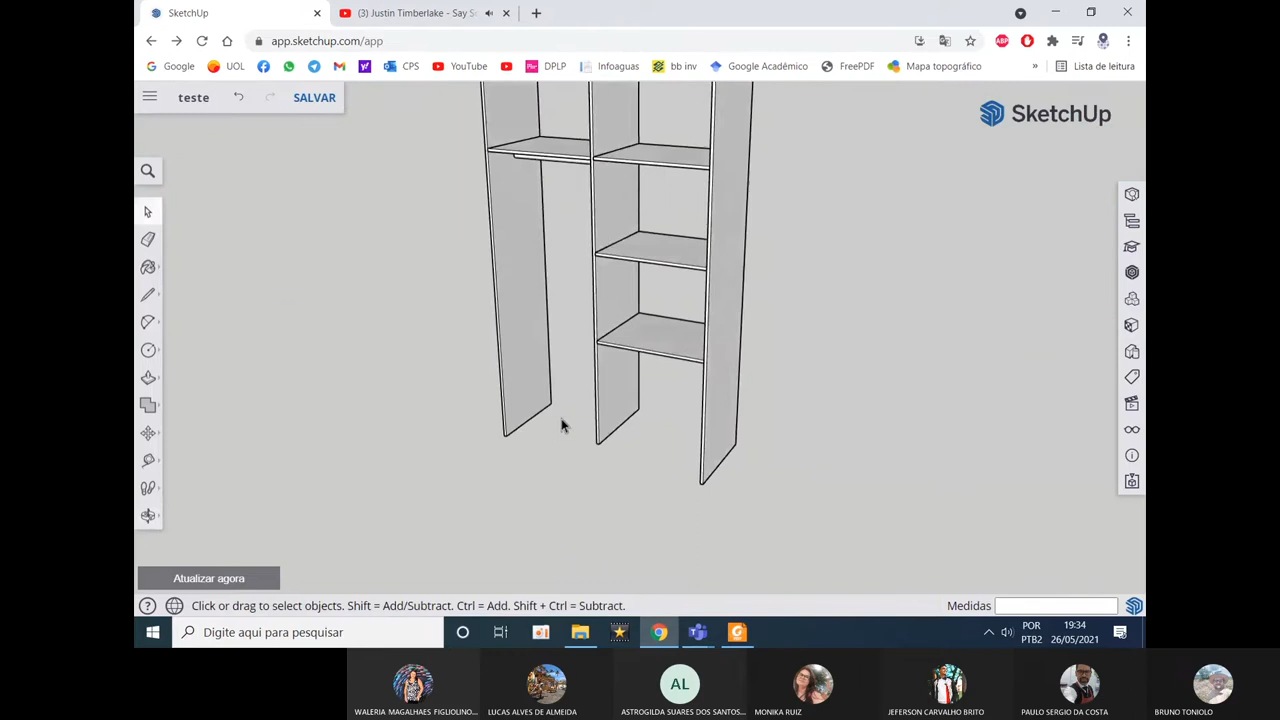 SketchUp
(3) Justin Timberlake - Say S
app.sketchup.com/app
ABP
Google
UOL
CPS
YouTube
DPLP
Infoaguas
bb inv
Google Acadêmico
FreePDF
Mapa topográfico
»
Lista de leitura
teste
SALVAR
SketchUp
Atualizar agora
Click or drag to select objects. Shift = Add/Subtract. Ctrl = Add. Shift + Ctrl = Subtract.
Medidas
Digite aqui para pesquisar
POR
PTB2
19:34
26/05/2021
AL
WALERIA MAGALHAES FIGLIOLINO...
LUCAS ALVES DE ALMEIDA
ASTROGILDA SUARES DOS SANTOS...
MONIKA RUIZ
JEFERSON CARVALHO BRITO
PAULO SERGIO DA COSTA
BRUNO TONIOLO